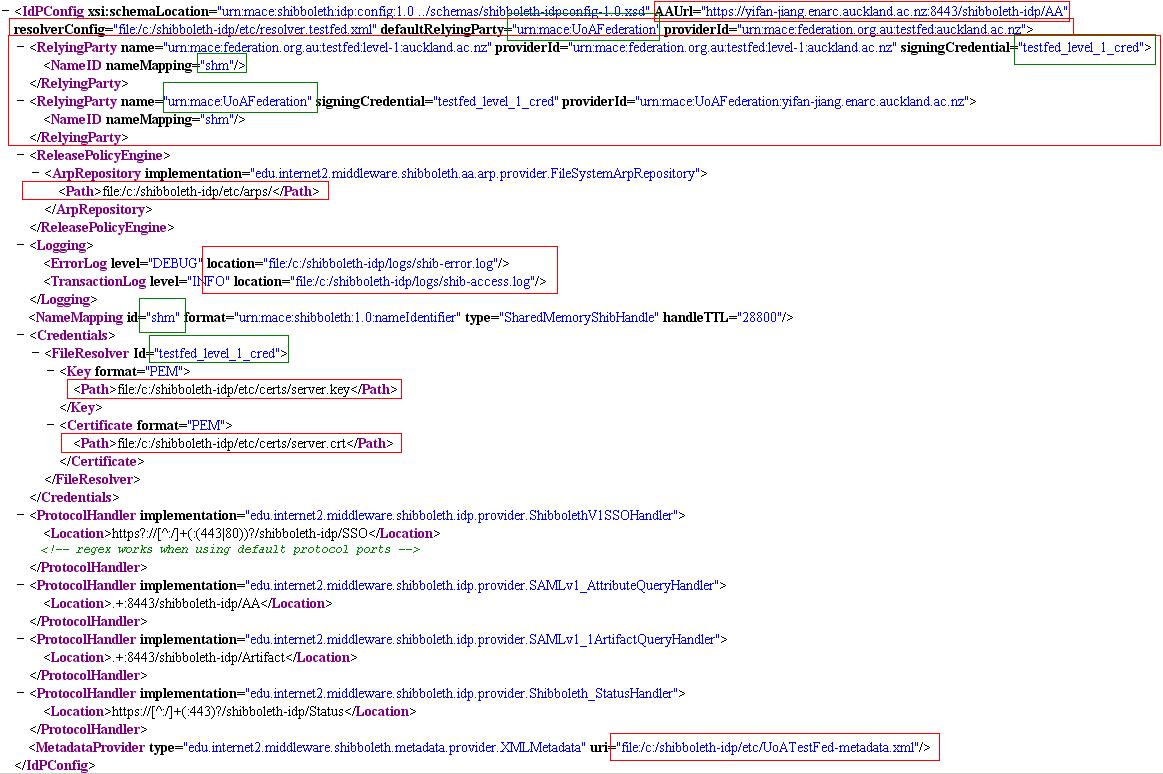 − <IdPConfig xsi:schemaLocation="urn:mace:shibboleth:idp:config:1.0 ../schemas/shibboleth-idpconfig-1.0.xsd" AAUrl="https://yifan-jiang.enarc.auckland.ac.nz:8443/shibboleth-idp/AA"
resolverConfig="file:/c:/shibboleth-idp/etc/resolver.testfed.xml" defaultRelyingParty="urn:mace:UoAFederation" providerId="urn:mace:federation.org.au:testfed:auckland.ac.nz">
− <RelyingParty name="urn:mace:federation.org.au:testfed:level-1:auckland.ac.nz" providerId="urn:mace:federation.org.au:testfed:level-1:auckland.ac.nz" signingCredential="testfed_level_1_cred">
<NameID nameMapping="shm"/>
</RelyingParty>
− <RelyingParty name="urn:mace:UoAFederation" signingCredential="testfed_level_1_cred" providerId="urn:mace:UoAFederation:yifan-jiang.enarc.auckland.ac.nz">
<NameID nameMapping="shm"/>
</RelyingParty>
− <ReleasePolicyEngine>
− <ArpRepository implementation="edu.internet2.middleware.shibboleth.aa.arp.provider.FileSystemArpRepository">
<Path>file:/c:/shibboleth-idp/etc/arps/</Path>
</ArpRepository>
</ReleasePolicyEngine>
− <Logging>
<ErrorLog level="DEBUG" location="file:/c:/shibboleth-idp/logs/shib-error.log"/>
<TransactionLog level="INFO" location="file:/c:/shibboleth-idp/logs/shib-access.log"/>
</Logging>
<NameMapping id="shm" format="urn:mace:shibboleth:1.0:nameIdentifier" type="SharedMemoryShibHandle" handleTTL="28800"/>
− <Credentials>
− <FileResolver Id="testfed_level_1_cred">
− <Key format="PEM">
<Path>file:/c:/shibboleth-idp/etc/certs/server.key</Path>
</Key>
− <Certificate format="PEM">
<Path>file:/c:/shibboleth-idp/etc/certs/server.crt</Path>
</Certificate>
</FileResolver>
</Credentials>
− <ProtocolHandler implementation="edu.internet2.middleware.shibboleth.idp.provider.ShibbolethV1SSOHandler">
<Location>https?://[^:/]+(:(443|80))?/shibboleth-idp/SSO</Location>
<!-- regex works when using default protocol ports -->
</ProtocolHandler>
− <ProtocolHandler implementation="edu.internet2.middleware.shibboleth.idp.provider.SAMLv1_AttributeQueryHandler">
<Location>.+:8443/shibboleth-idp/AA</Location>
</ProtocolHandler>
− <ProtocolHandler implementation="edu.internet2.middleware.shibboleth.idp.provider.SAMLv1_1ArtifactQueryHandler">
<Location>.+:8443/shibboleth-idp/Artifact</Location>
</ProtocolHandler>
− <ProtocolHandler implementation="edu.internet2.middleware.shibboleth.idp.provider.Shibboleth_StatusHandler">
<Location>https://[^:/]+(:443)?/shibboleth-idp/Status</Location>
</ProtocolHandler>
<MetadataProvider type="edu.internet2.middleware.shibboleth.metadata.provider.XMLMetadata" uri="file:/c:/shibboleth-idp/etc/UoATestFed-metadata.xml"/>
</IdPConfig>